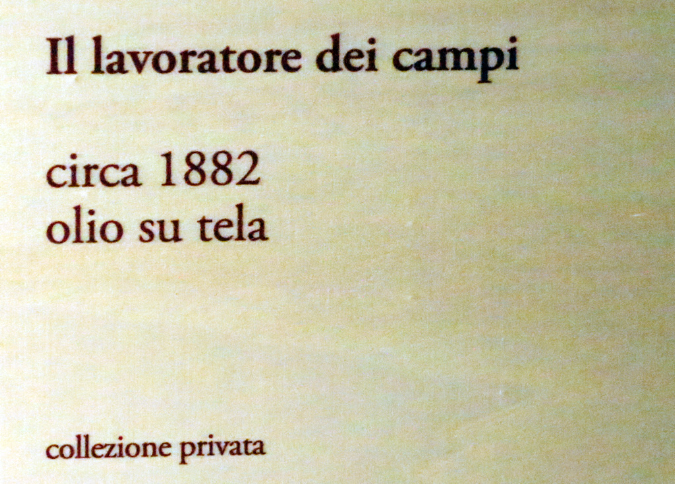 Il lavoratore dei campi
circa 1882
olio su tela
collezione privata